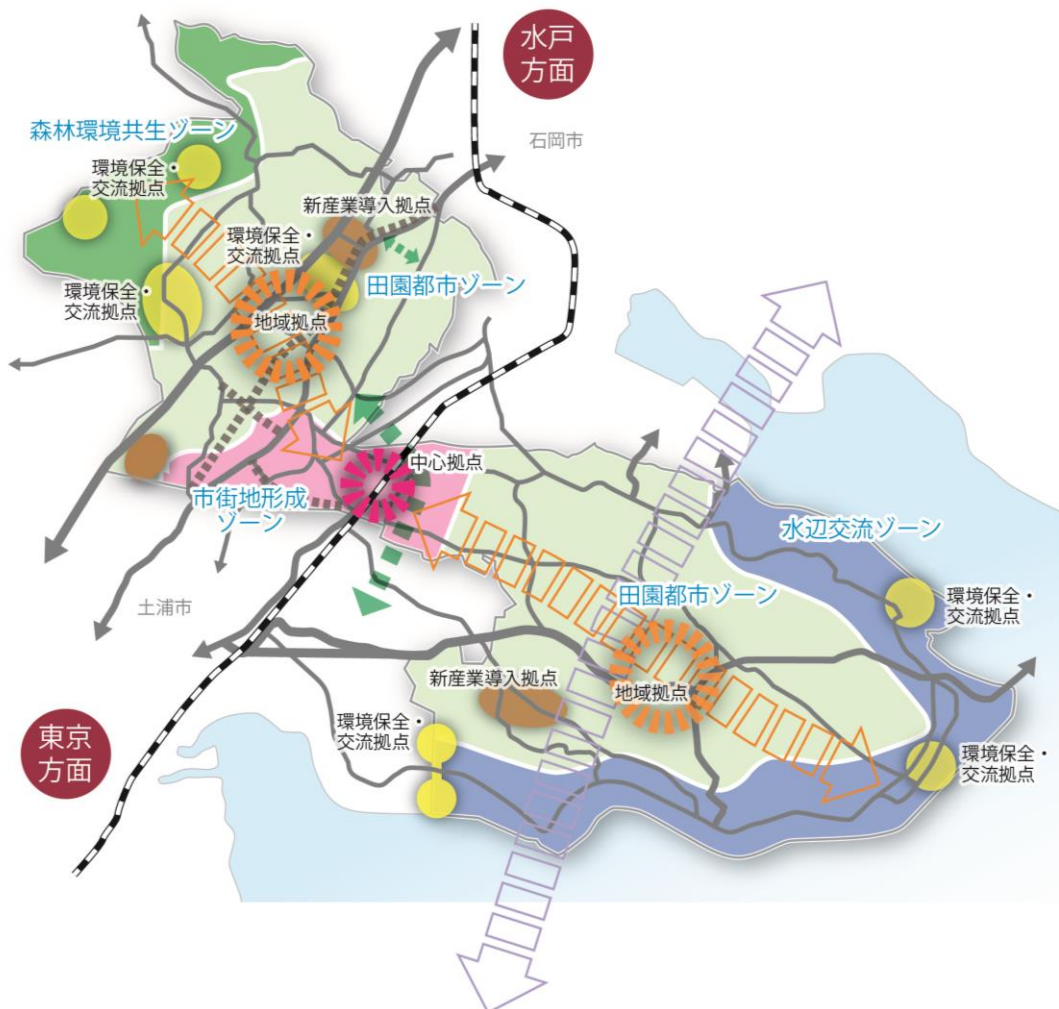 水戸
方面
石岡市
森林環境共生ゾーン
環境保全・
交流拠点
新産業導入拠点
環境保全・
交流拠点
田園都市ゾーン
環境保全・
交流拠点
地域拠点
中心拠点
市街地形成
ゾーン
水辺交流ゾーン
土浦市
田園都市ゾーン
環境保全・
交流拠点
新産業導入拠点
地域拠点
環境保全・
交流拠点
東京
方面
環境保全・
交流拠点